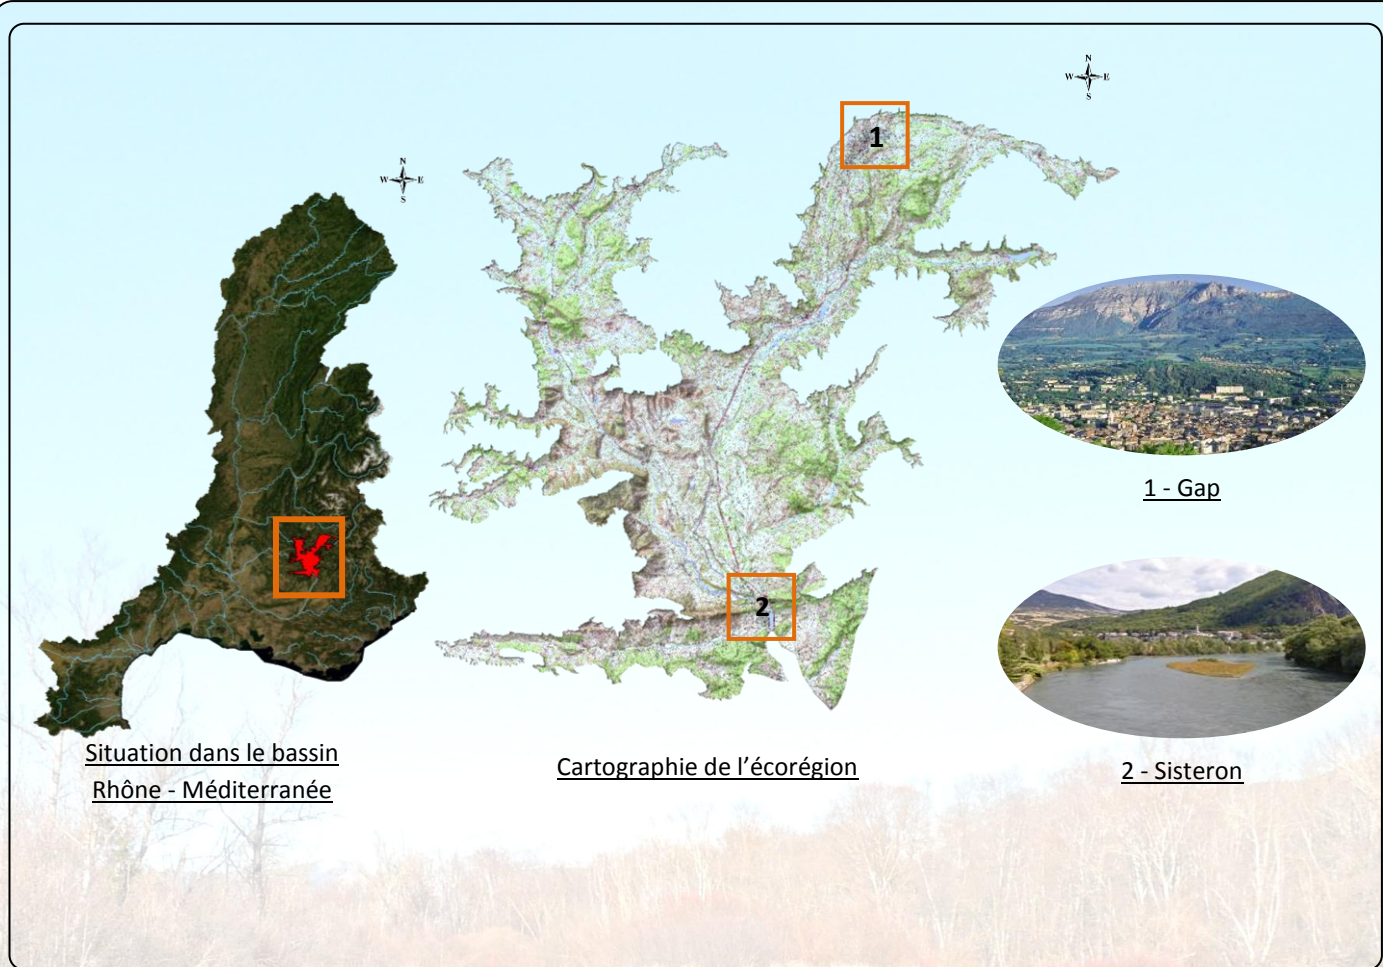 N
W E
S
N
W E
S
1
2
1 - Gap
2 - Sisteron
Situation dans le bassin
Rhône - Méditerranée
Cartographie de l’écorégion